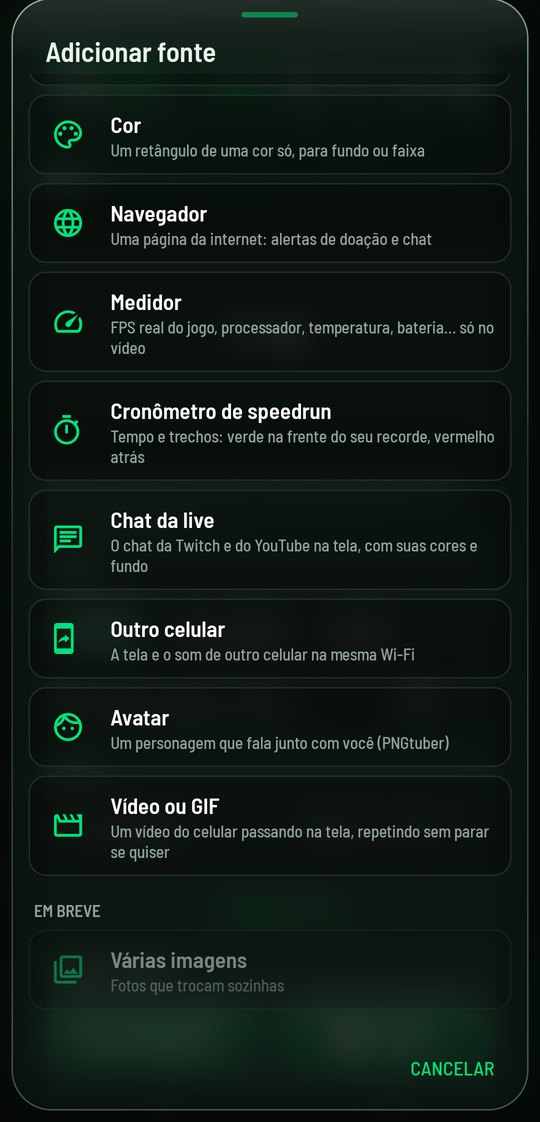 Adicionar fonte
Cor
Um retângulo de uma cor só, para fundo ou faixa
Navegador
Uma página da internet: alertas de doação e chat
Medidor
FPS real do jogo, processador, temperatura, bateria... só no
vídeo
Cronômetro de speedrun
Tempo e trechos: verde na frente do seu recorde, vermelho
atrás
Chat da live
O chat da Twitch e do YouTube na tela, com suas cores e
fundo
Outro celular
A tela e o som de outro celular na mesma Wi-Fi
Avatar
Um personagem que fala junto com você (PNGtuber)
Vídeo ou GIF
Um vídeo do celular passando na tela, repetindo sem parar
se quiser
EM BREVE
Várias imagens
Fotos que trocam sozinhas
CANCELAR